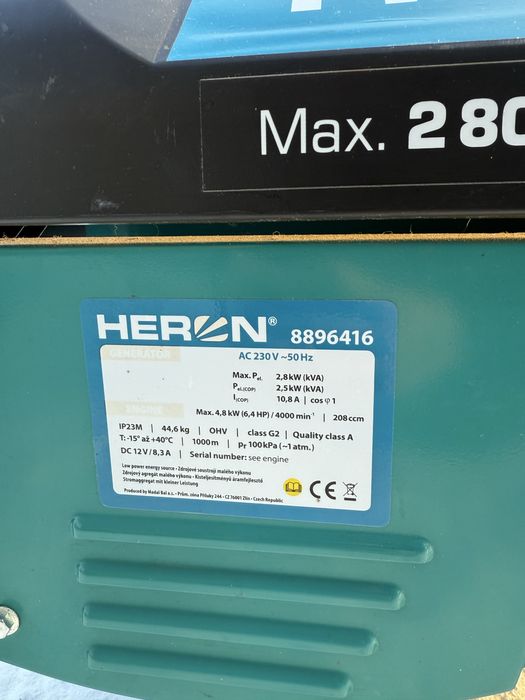 Max. 280
HERON® 8896416
GENERATOR
AC 230 V ~50 Hz
Max. Pel. 2,8 kW (kVA)
Pel.(COP) 2,5 kW (kVA)
I(COP) 10,8 A | cos φ 1
ENGINE
Max. 4,8 kW (6,4 HP) / 4000 min⁻¹ | 208 ccm
IP23M | 44,6 kg | OHV | class G2 | Quality class A
T: -15° až +40°C | 1000 m | pr 100 kPa (~1 atm.)
DC 12 V / 8,3 A | Serial number: see engine
Low power energy source • Zdrojové soustrojí malého výkonu
Zdrojový agregát malého výkonu • Kisteljesítményű áramfejlesztő
Stromaggregat mit kleiner Leistung
Produced by Madal Bal a.s. • Prům. zóna Příluky 244 • CZ 76001 Zlín • Czech Republic
CE